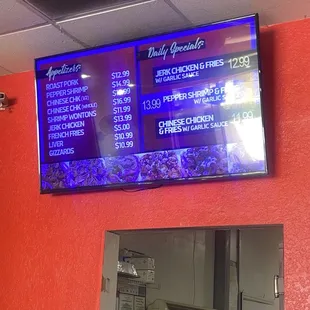 Appetizers
ROAST PORK $12.99
PEPPER SHRIMP $14.99
CHINESE CHK
CHINESE CHK (WHOLE) $16.99
SHRIMP WONTONS $11.99
JERK CHICKEN $13.99
FRENCH FRIES $5.00
LIVER $10.99
GIZZARDS $10.99
Daily Specials
JERK CHICKEN & FRIES 12.99
W/ GARLIC SAUCE
13.99 PEPPER SHRIMP & FRIES
W/ GARLIC SAUCE
CHINESE CHICKEN
& FRIES W/ GARLIC SAUCE